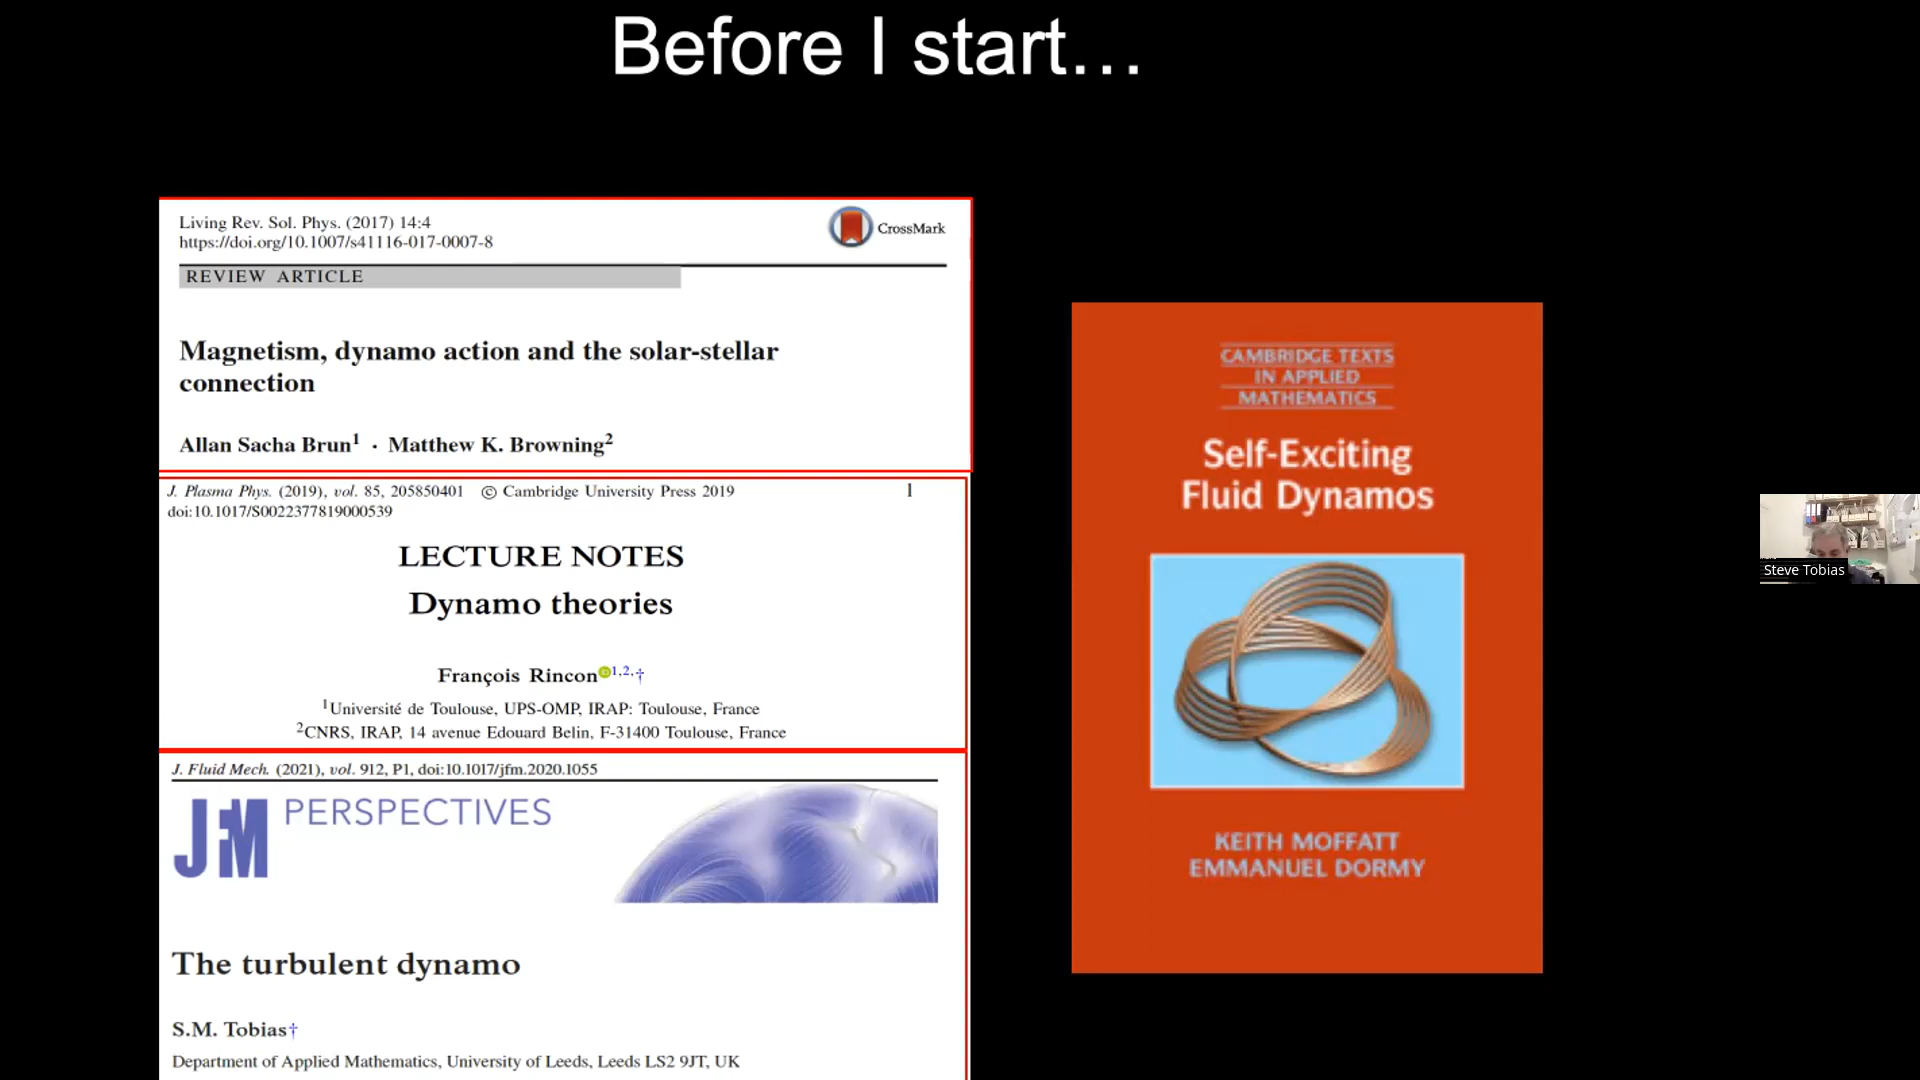 Before I start…
Living Rev. Sol. Phys. (2017) 14:4
https://doi.org/10.1007/s41116-017-0007-8
CrossMark
REVIEW ARTICLE
Magnetism, dynamo action and the solar-stellar
connection
Allan Sacha Brun1 · Matthew K. Browning2
J. Plasma Phys. (2019), vol. 85, 205850401 © Cambridge University Press 2019 1
doi:10.1017/S0022377819000539
LECTURE NOTES
Dynamo theories
François Rincon1,2,†
1Université de Toulouse, UPS-OMP, IRAP: Toulouse, France
2CNRS, IRAP, 14 avenue Edouard Belin, F-31400 Toulouse, France
J. Fluid Mech. (2021), vol. 912, P1, doi:10.1017/jfm.2020.1055
JFM PERSPECTIVES
The turbulent dynamo
S.M. Tobias†
Department of Applied Mathematics, University of Leeds, Leeds LS2 9JT, UK
CAMBRIDGE TEXTS
IN APPLIED
MATHEMATICS
Self-Exciting
Fluid Dynamos
KEITH MOFFATT
EMMANUEL DORMY
Steve Tobias